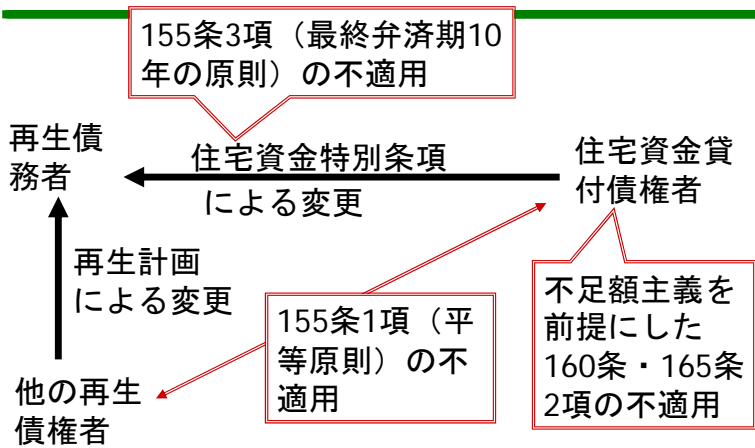 155条3項（最終弁済期10
年の原則）の不適用
再生債
務者
住宅資金特別条項
による変更
住宅資金貸
付債権者
再生計画
による変更
155条1項（平
等原則）の不
適用
不足額主義を
前提にした
160条・165条
2項の不適用
他の再生
債権者